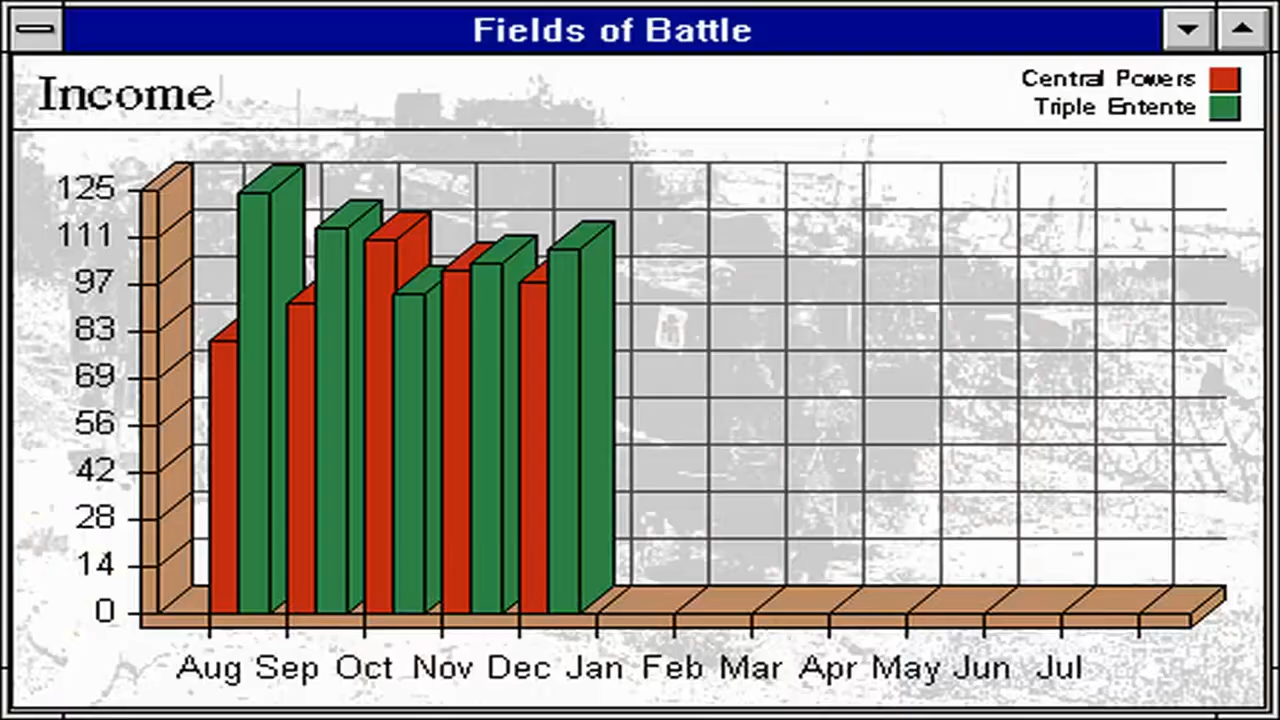 Fields of Battle
Income
Central Powers
Triple Entente
125
111
97
83
69
56
42
28
14
0
Aug Sep Oct Nov Dec Jan Feb Mar Apr May Jun Jul